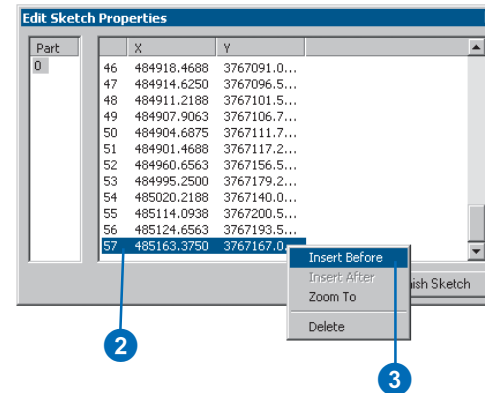 Edit Sketch Properties
Part X Y
0
46 484918.4688 3767091.0...
47 484914.6250 3767096.5...
48 484911.2188 3767101.5...
49 484907.9063 3767106.7...
50 484904.6875 3767111.7...
51 484901.4688 3767117.2...
52 484960.6563 3767156.5...
53 484995.2500 3767179.2...
54 485020.2188 3767140.0...
55 485114.0938 3767200.5...
56 485124.6563 3767193.5...
57 485163.3750 3767167.0
Insert Before
Insert After
Zoom To
Delete
ish Sketch
2
3